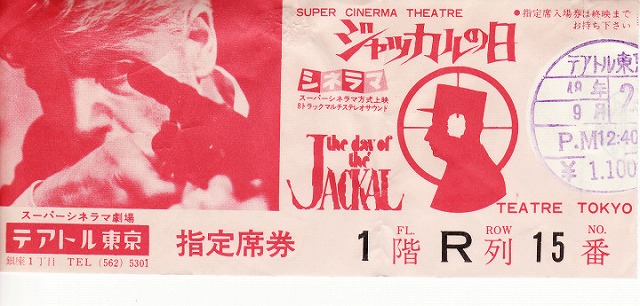 SUPER CINERMA THEATRE
●指定席入場券は終映まで
お持ち下さい
ジャッカルの日
シネラマ
スーパーシネラマ方式上映
8トラックマルチステレオサウンド
the day of
the
JACKAL
テアトル東京
48年
9月2
P.M12:40
¥1.100
TEATRE TOKYO
スーパーシネラマ劇場
テアトル東京
銀座1丁目 TEL (562) 5301
指定席券
1 FL. 階 R ROW 列 15 NO. 番